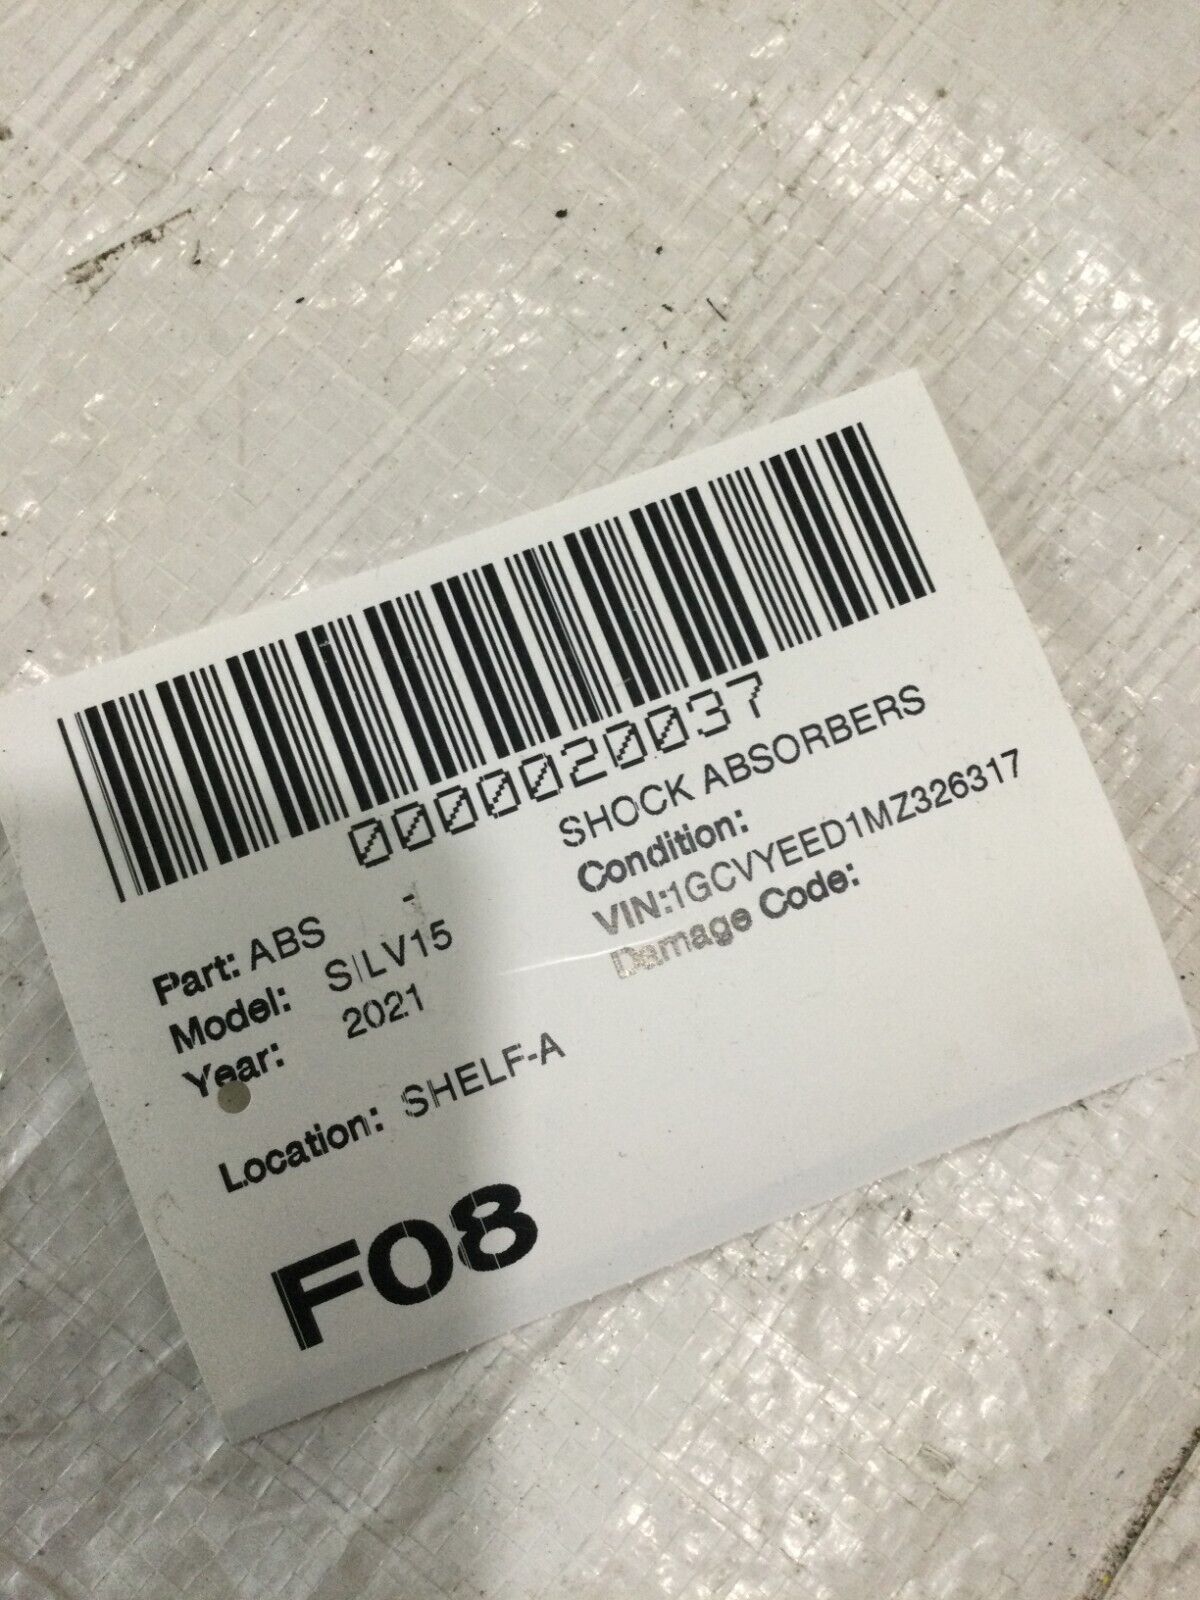 0000020037
SHOCK ABSORBERS
Part: ABS -
Condition:
Model: SILV15
VIN:1GCVYEED1MZ326317
Year: 2021
Damage Code:
Location: SHELF-A
F08